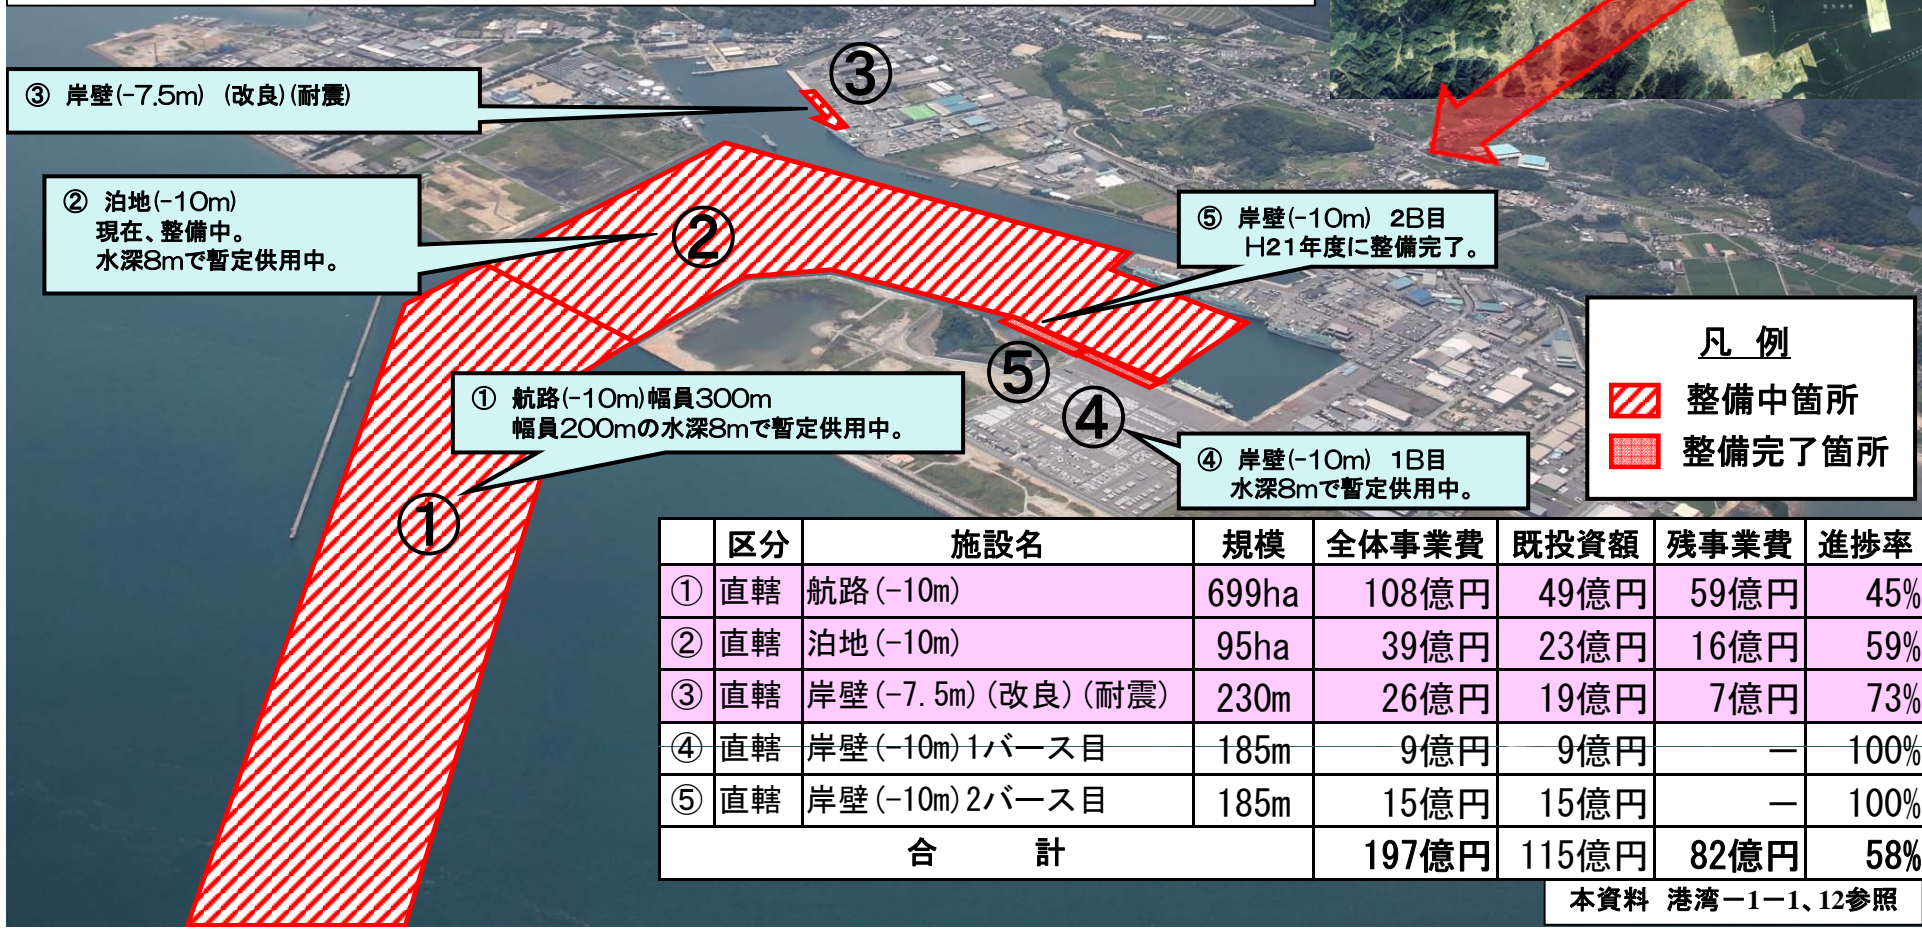 ③
③ 岸壁(-7.5m) (改良)(耐震)
② 泊地(-10m)
現在、整備中。
水深8mで暫定供用中。
②
⑤ 岸壁(-10m) 2B目
H21年度に整備完了。
凡 例
整備中箇所
整備完了箇所
⑤
① 航路(-10m)幅員300m
幅員200mの水深8mで暫定供用中。
④
④ 岸壁(-10m) 1B目
水深8mで暫定供用中。
①
区分 施設名 規模 全体事業費 既投資額 残事業費 進捗率
① 直轄 航路(-10m) 699ha 108億円 49億円 59億円 45%
② 直轄 泊地(-10m) 95ha 39億円 23億円 16億円 59%
③ 直轄 岸壁(-7.5m)(改良)(耐震) 230m 26億円 19億円 7億円 73%
④ 直轄 岸壁(-10m)1バース目 185m 9億円 9億円 － 100%
⑤ 直轄 岸壁(-10m)2バース目 185m 15億円 15億円 － 100%
合 計 197億円 115億円 82億円 58%
本資料 港湾－1－1、12参照